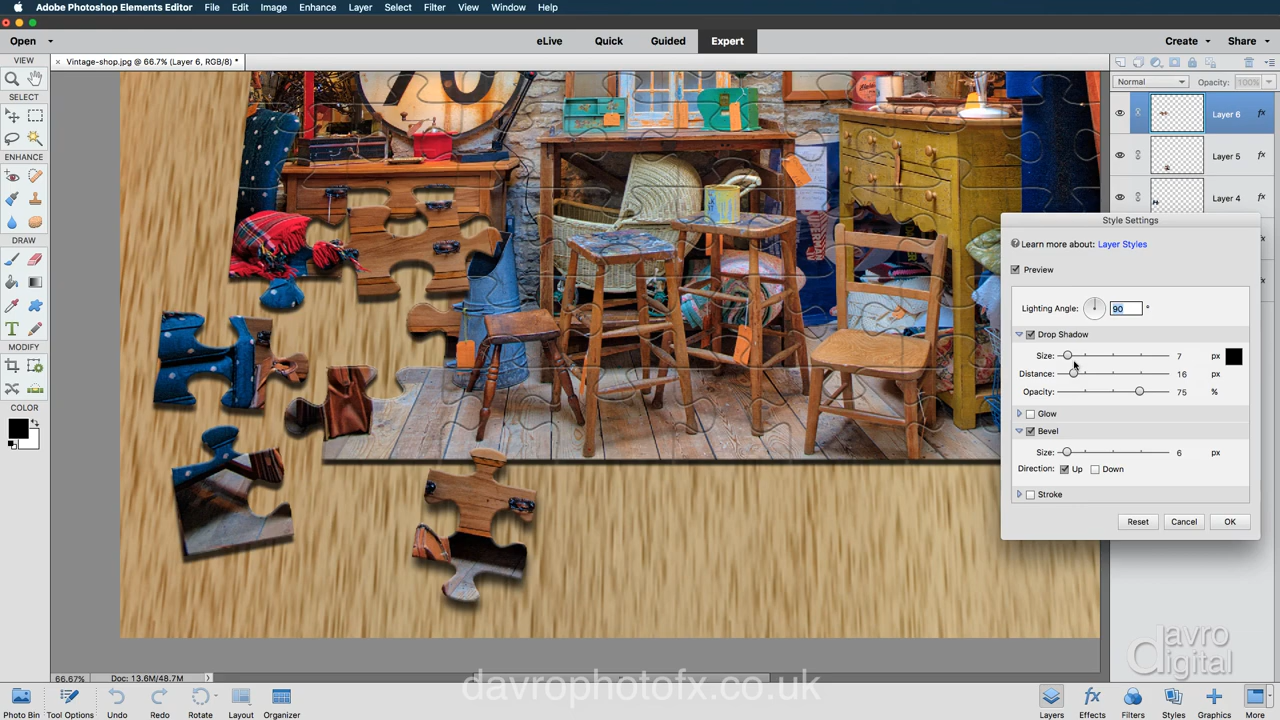 Adobe Photoshop Elements Editor File Edit Image Enhance Layer Select Filter View Window Help
Open eLive Quick Guided Expert Create Share
VIEW × Vintage-shop.jpg @ 66.7% (Layer 6, RGB/8) *
Normal Opacity: 100%
SELECT
Layer 6 fx
ENHANCE
Layer 5 fx
Layer 4 fx
DRAW
Style Settings
Learn more about: Layer Styles
Preview
Lighting Angle: 90 °
Drop Shadow
Size: 7 px
Distance: 16 px
Opacity: 75 %
Glow
Bevel
Size: 6 px
Direction: Up Down
Stroke
Reset Cancel OK
T
MODIFY
COLOR
davro
digital
66.67% Doc: 13.6M/48.7M
davrophotofx.co.uk
Photo Bin Tool Options Undo Redo Rotate Layout Organizer Layers Effects Filters Styles Graphics More